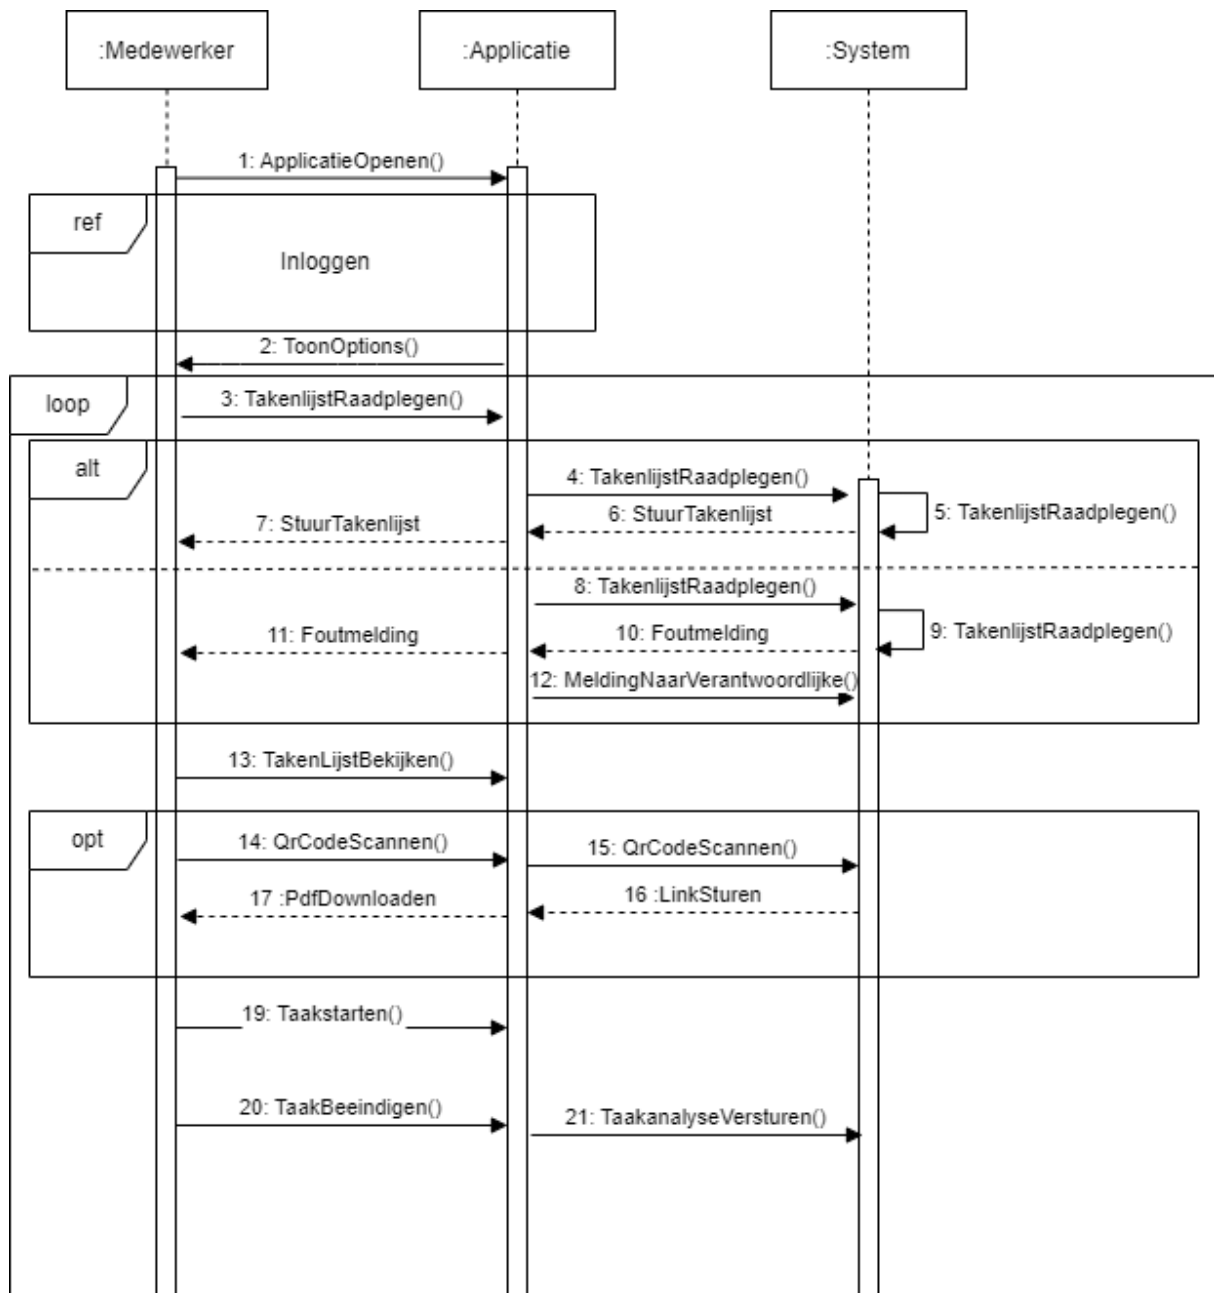 :Medewerker
:Applicatie
:System
1: ApplicatieOpenen()
ref
Inloggen
2: ToonOptions()
loop
3: TakenlijstRaadplegen()
alt
4: TakenlijstRaadplegen()
5: TakenlijstRaadplegen()
6: StuurTakenlijst
7: StuurTakenlijst
8: TakenlijstRaadplegen()
9: TakenlijstRaadplegen()
10: Foutmelding
11: Foutmelding
12: MeldingNaarVerantwoordlijke()
13: TakenLijstBekijken()
opt
14: QrCodeScannen()
15: QrCodeScannen()
16 :LinkSturen
17 :PdfDownloaden
19: Taakstarten()
20: TaakBeeindigen()
21: TaakanalyseVersturen()